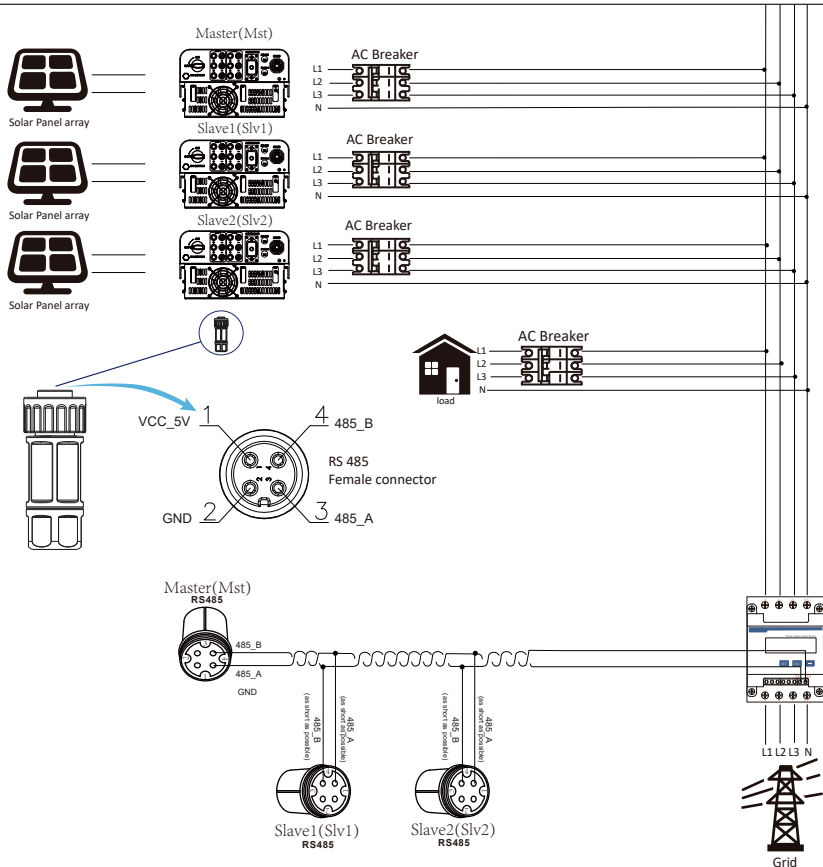 Master(Mst)
AC Breaker
L1
L2
L3
N
Solar Panel array
Slave1(Slv1)
AC Breaker
L1
L2
L3
N
Solar Panel array
Slave2(Slv2)
AC Breaker
L1
L2
L3
N
Solar Panel array
AC Breaker
L1
L2
L3
N
load
VCC_5V 1
4 485_B
RS 485
Female connector
GND 2
3 485_A
1 4
2 3
Master(Mst)
RS485
485_B
485_A
GND
485_B
(as short as possible)
485_A
(as short as possible)
485_B
(as short as possible)
485_A
(as short as possible)
Slave1(Slv1)
RS485
Slave2(Slv2)
RS485
L1 L2 L3 N
Grid